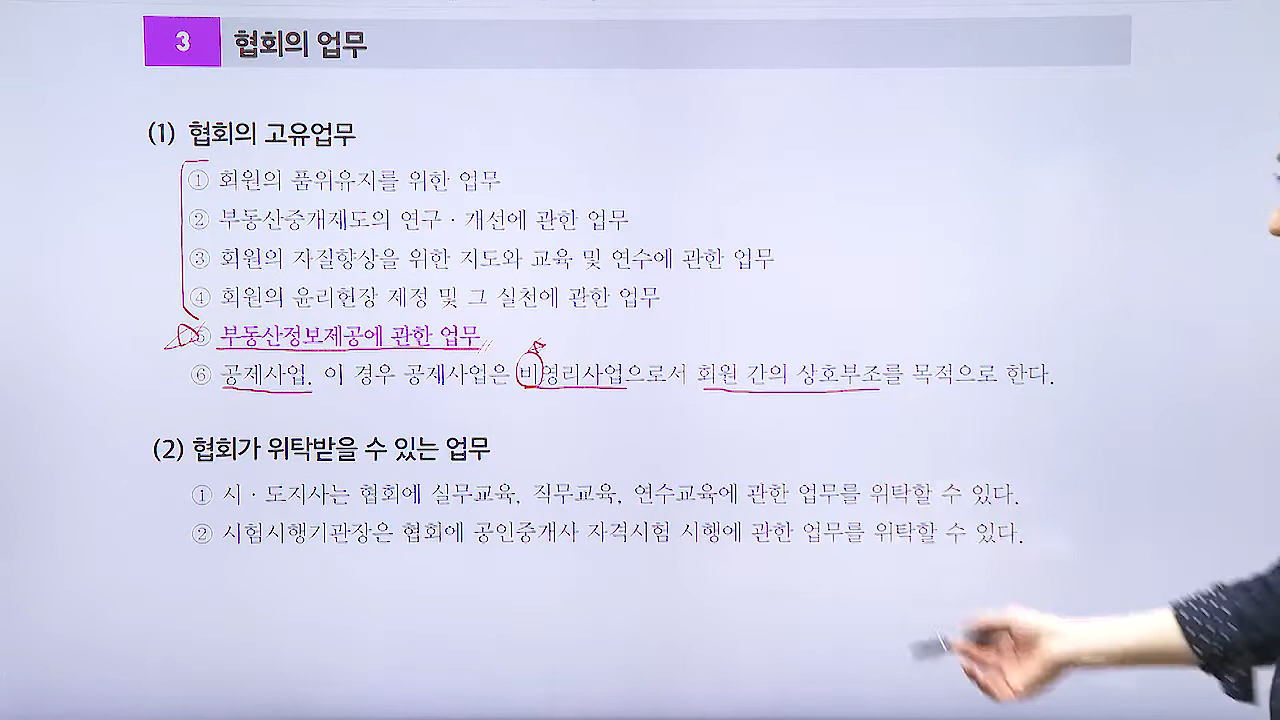 3 협회의 업무
(1) 협회의 고유업무
① 회원의 품위유지를 위한 업무
② 부동산중개제도의 연구 · 개선에 관한 업무
③ 회원의 자질향상을 위한 지도와 교육 및 연수에 관한 업무
④ 회원의 윤리헌장 제정 및 그 실천에 관한 업무
⑤ 부동산정보제공에 관한 업무
⑥ 공제사업. 이 경우 공제사업은 비영리사업으로서 회원 간의 상호부조를 목적으로 한다.
(2) 협회가 위탁받을 수 있는 업무
① 시 · 도지사는 협회에 실무교육, 직무교육, 연수교육에 관한 업무를 위탁할 수 있다.
② 시험시행기관장은 협회에 공인중개사 자격시험 시행에 관한 업무를 위탁할 수 있다.